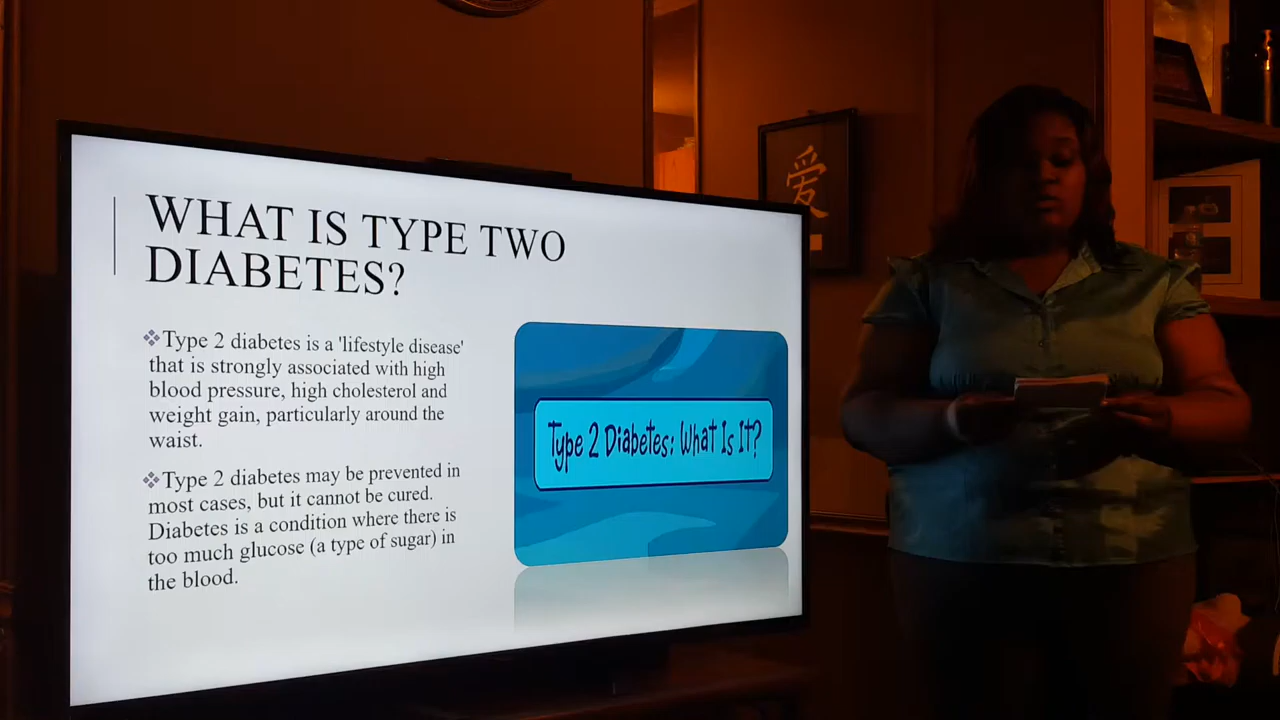 WHAT IS TYPE TWO
DIABETES?
❖Type 2 diabetes is a 'lifestyle disease'
that is strongly associated with high
blood pressure, high cholesterol and
weight gain, particularly around the
waist.
❖Type 2 diabetes may be prevented in
most cases, but it cannot be cured.
Diabetes is a condition where there is
too much glucose (a type of sugar) in
the blood.
Type 2 Diabetes: What Is It?
爱